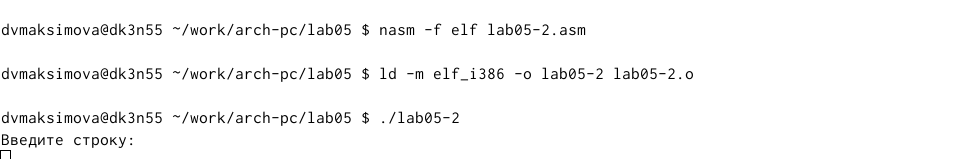 dvmaksimova@dk3n55 ~/work/arch-pc/lab05 $ nasm -f elf lab05-2.asm
dvmaksimova@dk3n55 ~/work/arch-pc/lab05 $ ld -m elf_i386 -o lab05-2 lab05-2.o
dvmaksimova@dk3n55 ~/work/arch-pc/lab05 $ ./lab05-2
Введите строку: